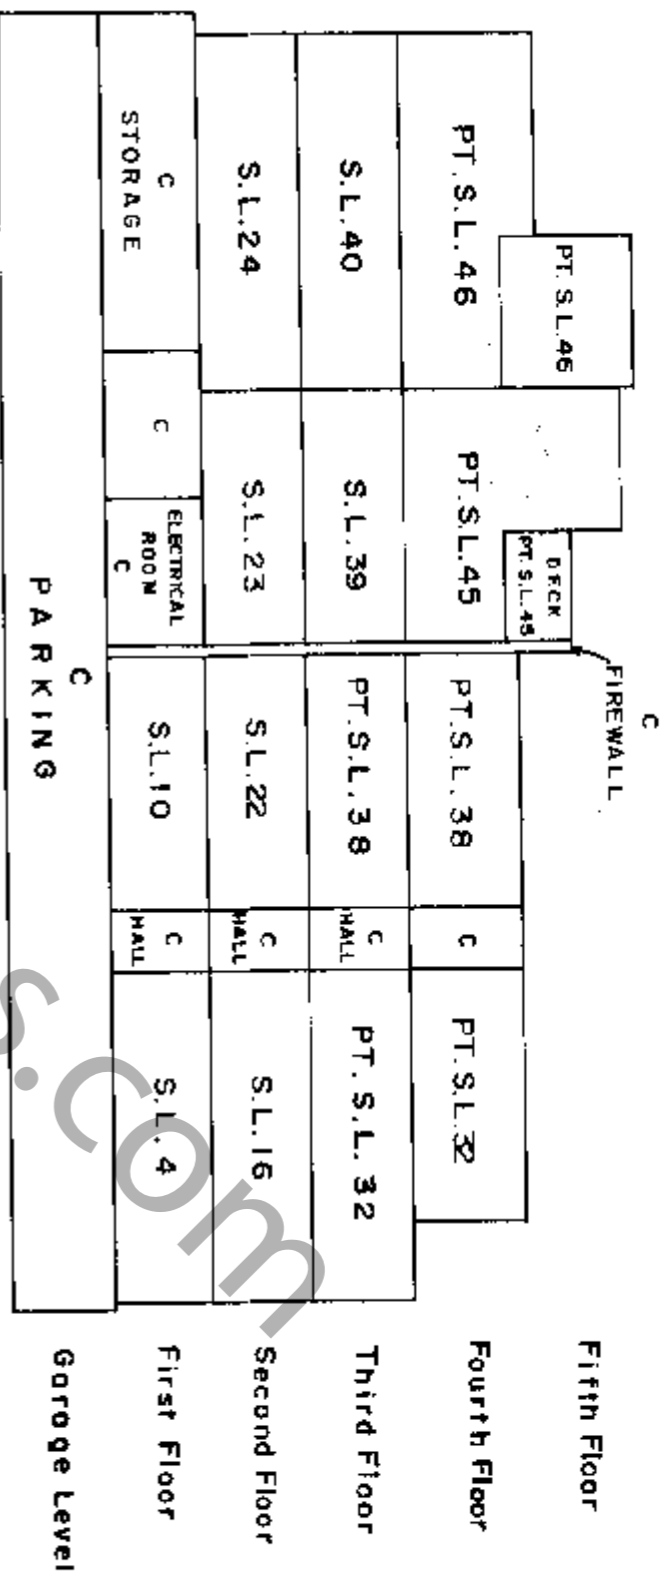 C
FIREWALL
Fifth Floor
PT. S.L. 46
DECK
PT. S.L. 45
Fourth Floor
PT. S.L. 46
PT. S.L. 45
PT. S.L. 38
C
PT. S.L. 32
Third Floor
S.L. 40
S.L. 39
PT. S.L. 38
C
HALL
PT. S.L. 32
Second Floor
S.L. 24
S.L. 23
S.L. 22
C
HALL
S.L. 16
First Floor
C
STORAGE
C
ELECTRICAL
ROOM
C
S.L. 10
C
HALL
S.L. 4
Garage Level
C
PARKING
s.com